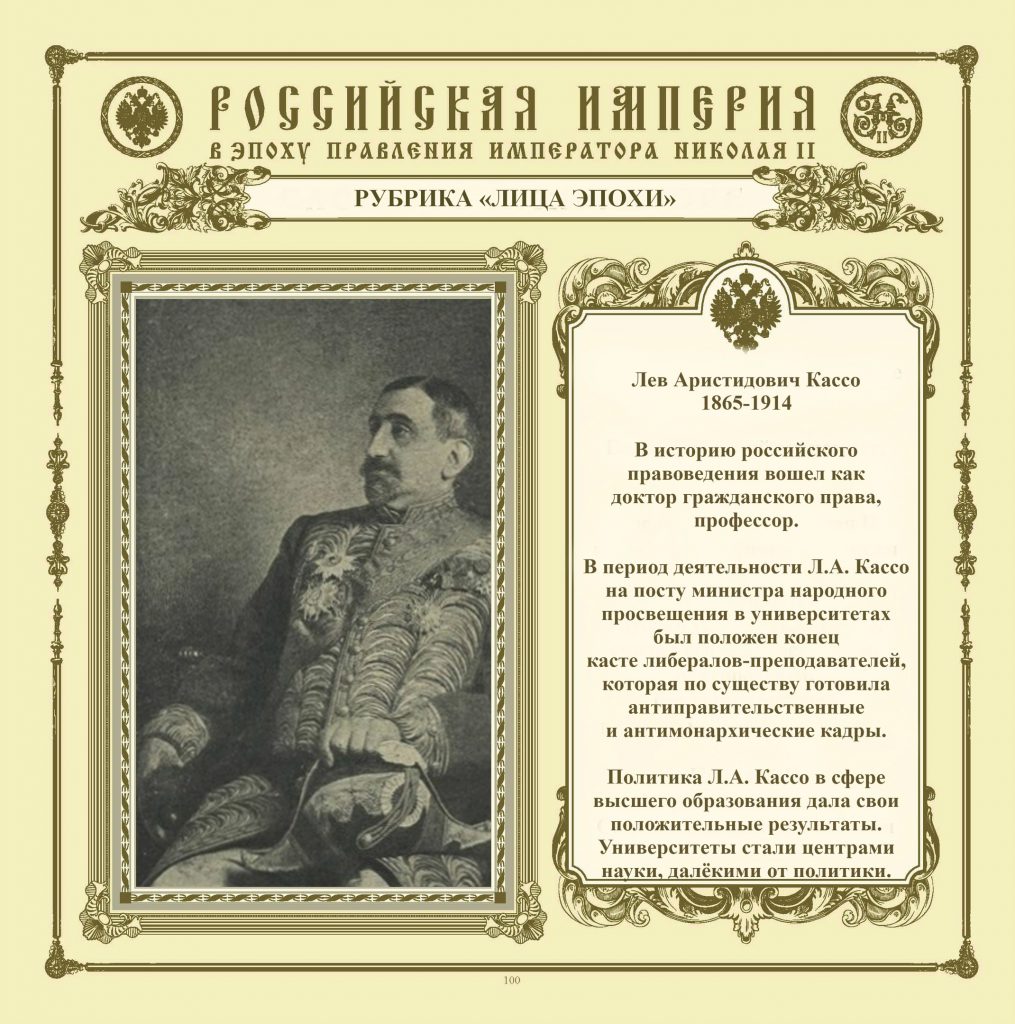 РОССИЙСКАЯ ИМПЕРИЯ
В ЭПОХУ ПРАВЛЕНИЯ ИМПЕРАТОРА НИКОЛАЯ II
РУБРИКА «ЛИЦА ЭПОХИ»
Лев Аристидович Кассо
1865-1914
В историю российского
правоведения вошел как
доктор гражданского права,
профессор.
В период деятельности Л.А. Кассо
на посту министра народного
просвещения в университетах
был положен конец
касте либералов-преподавателей,
которая по существу готовила
антиправительственные
и антимонархические кадры.
Политика Л.А. Кассо в сфере
высшего образования дала свои
положительные результаты.
Университеты стали центрами
науки, далёкими от политики.
100